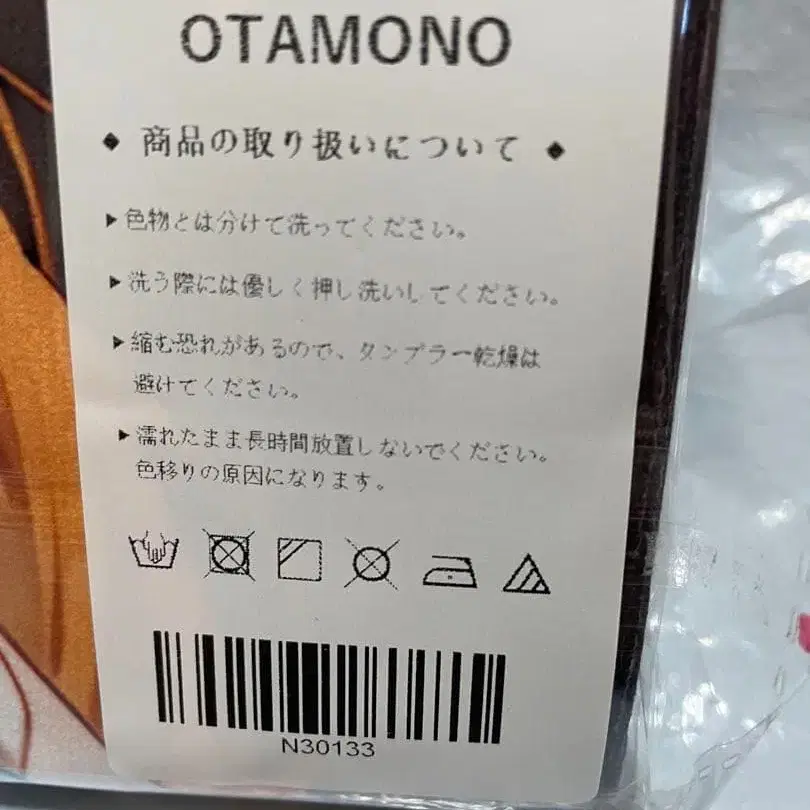 OTAMONO
◆ 商品の取り扱いについて ◆
▶色物とは分けて洗ってください。
▶洗う際には優しく押し洗いしてください。
▶縮む恐れがあるので、タンプラー乾燥は
避けてください。
▶濡れたまま長時間放置しないでください。
色移りの原因になります。
N30133